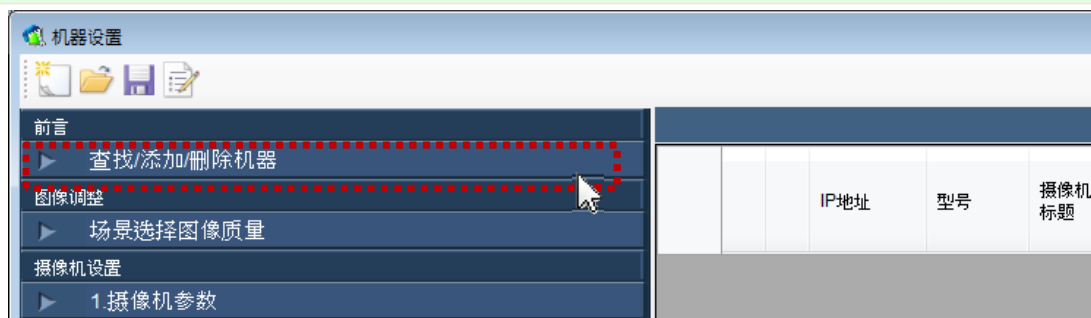 机器设置
前言
查找/添加/删除机器
图像调整
场景选择图像质量
摄像机设置
1.摄像机参数
IP地址
型号
摄像机
标题